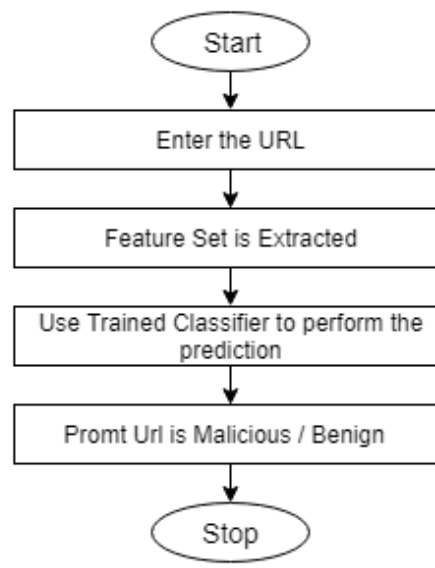 Start
Enter the URL
Feature Set is Extracted
Use Trained Classifier to perform the
prediction
Promt Url is Malicious / Benign
Stop